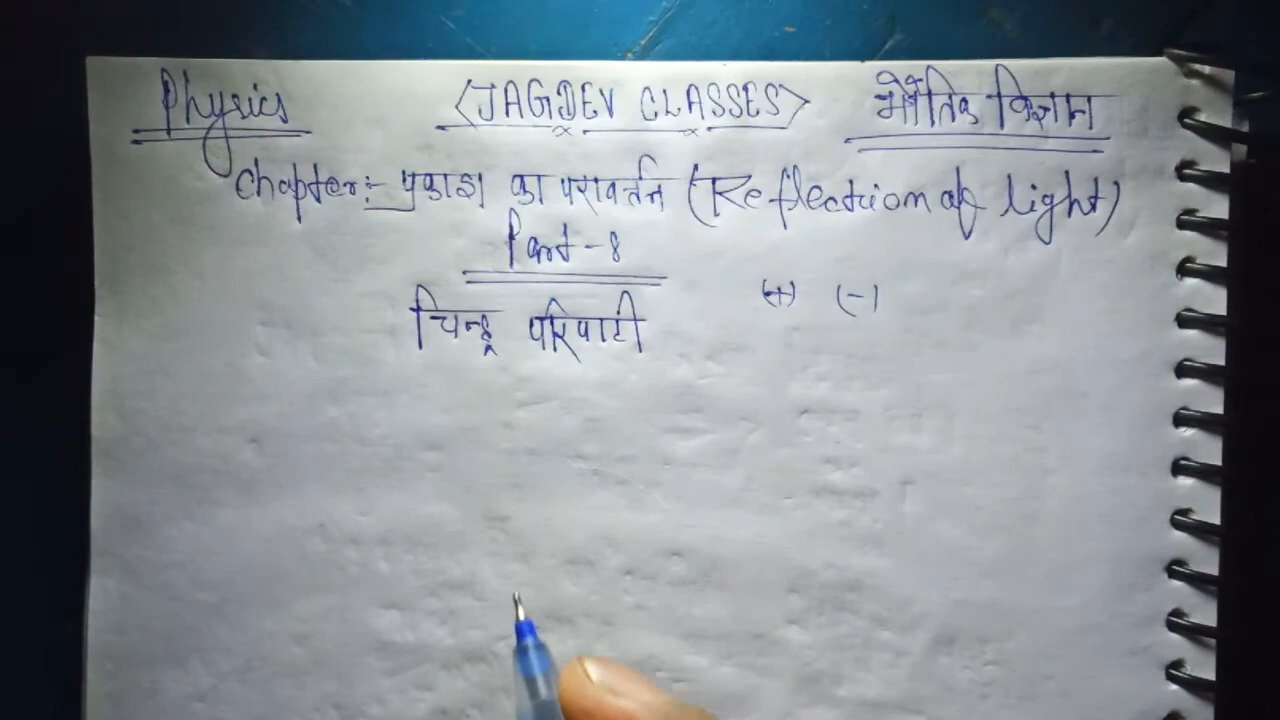 Physics <JAGDEV CLASSES> भौतिक विज्ञान
Chapter:- प्रकाश का परावर्तन (Reflection of light)
Part-8
चिन्ह परिपाटी (+) (-)